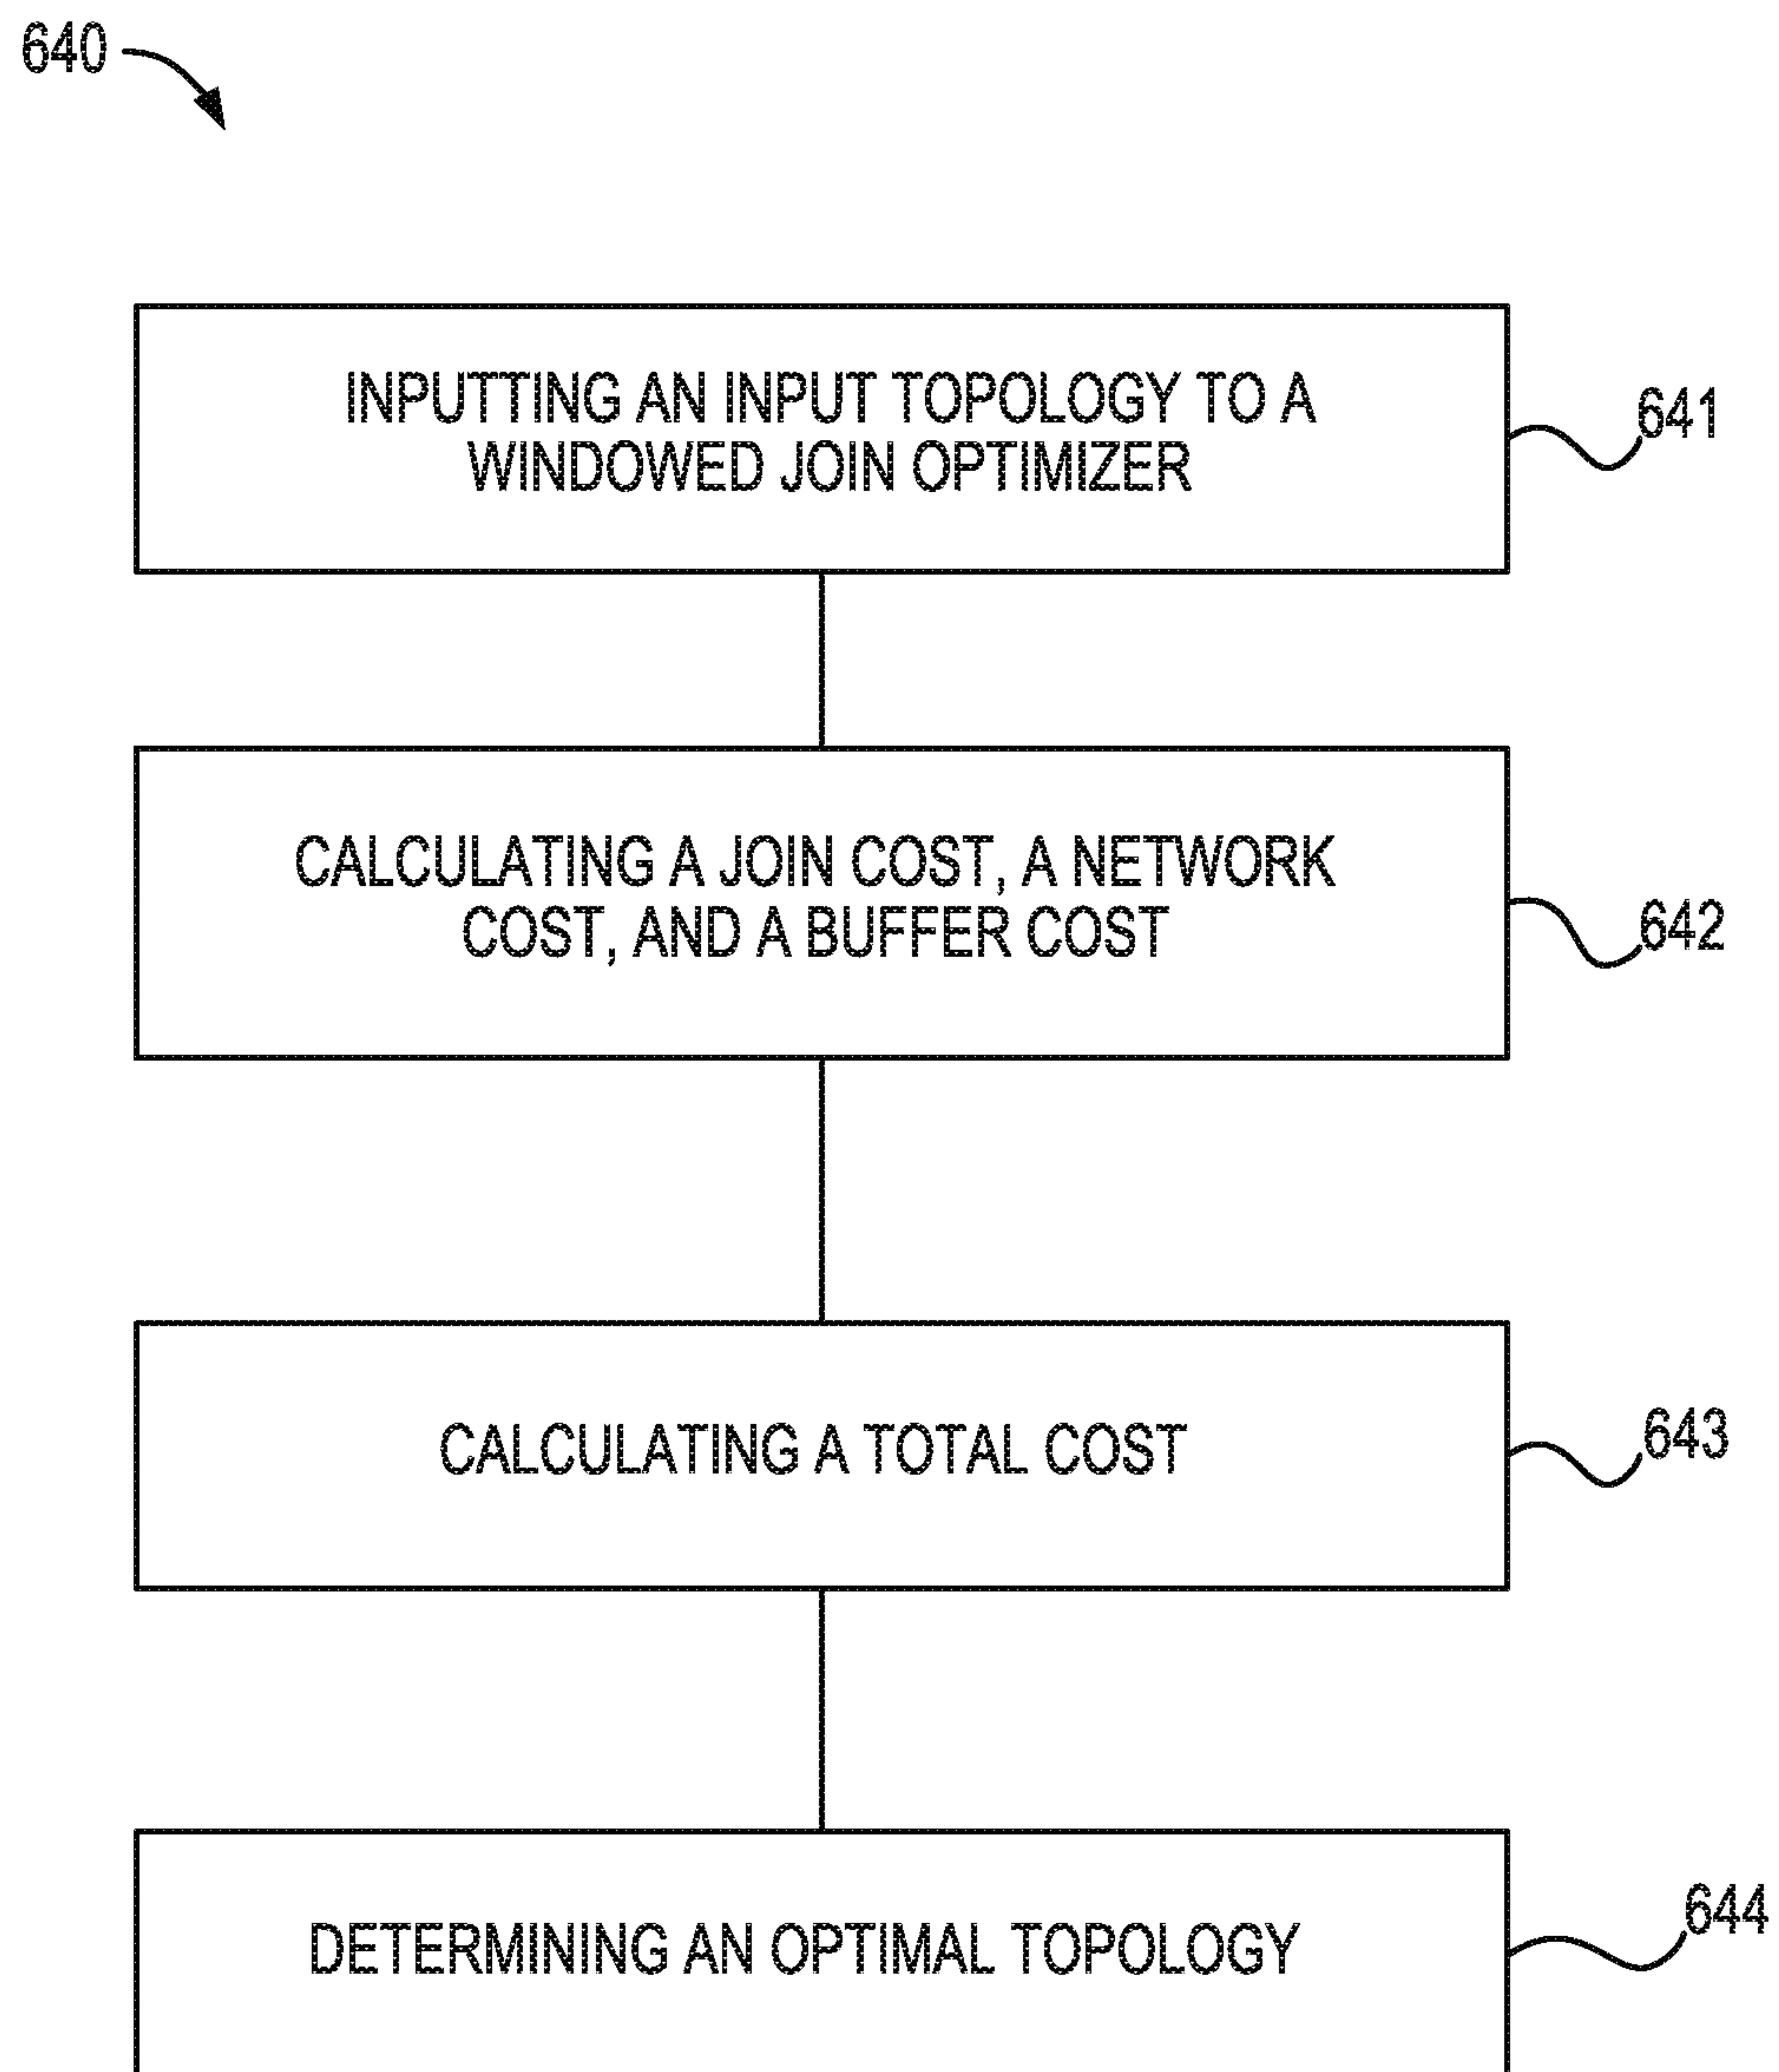 640
INPUTTING AN INPUT TOPOLOGY TO A
WINDOWED JOIN OPTIMIZER
641
CALCULATING A JOIN COST, A NETWORK
COST, AND A BUFFER COST
642
CALCULATING A TOTAL COST
643
DETERMINING AN OPTIMAL TOPOLOGY
644